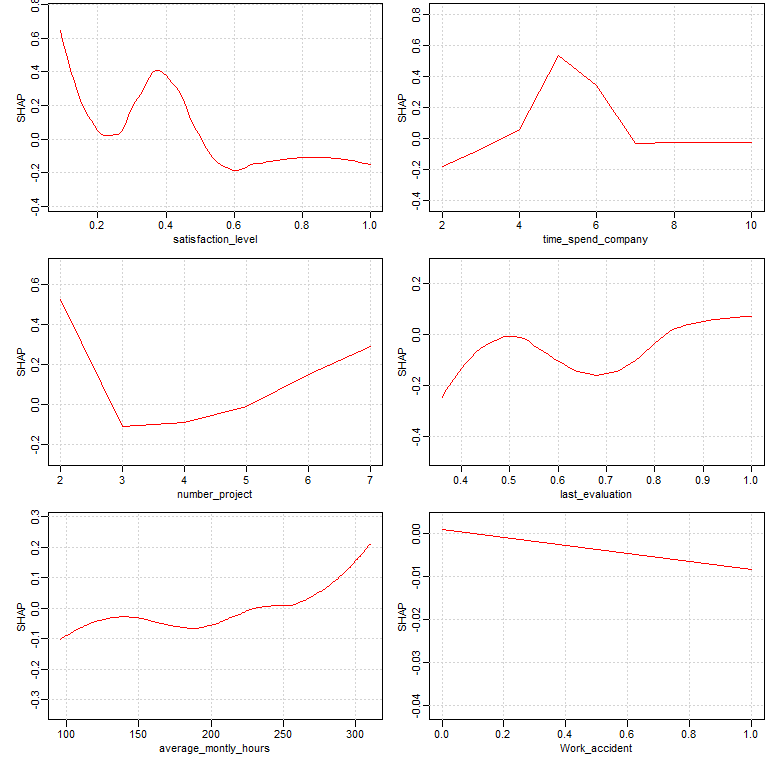 SHAP
-0.4 -0.2 0.0 0.2 0.4 0.6 0.8
0.2 0.4 0.6 0.8 1.0
satisfaction_level
SHAP
-0.4 -0.2 0.0 0.2 0.4 0.6 0.8
2 4 6 8 10
time_spend_company
SHAP
-0.2 0.0 0.2 0.4 0.6
2 3 4 5 6 7
number_project
SHAP
-0.4 -0.2 0.0 0.2
0.4 0.5 0.6 0.7 0.8 0.9 1.0
last_evaluation
SHAP
-0.3 -0.2 -0.1 0.0 0.1 0.2 0.3
100 150 200 250 300
average_montly_hours
SHAP
-0.04 -0.03 -0.02 -0.01 0.00
0.0 0.2 0.4 0.6 0.8 1.0
Work_accident